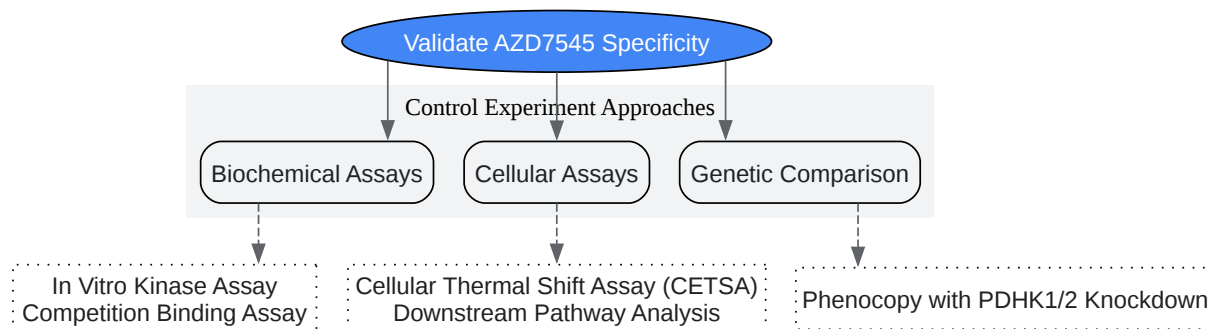 Validate AZD7545 Specificity
Control Experiment Approaches
Biochemical Assays
Cellular Assays
Genetic Comparison
In Vitro Kinase Assay
Competition Binding Assay
Cellular Thermal Shift Assay (CETSA)
Downstream Pathway Analysis
Phenocopy with PDHK1/2 Knockdown